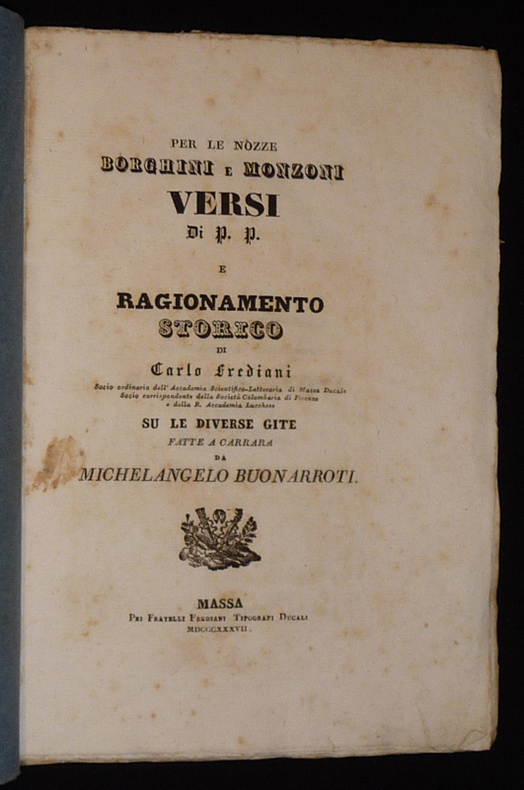 PER LE NOZZE
BORGHINI E MONZONI
VERSI
Di P. P.
E
RAGIONAMENTO
STORICO
DI
Carlo Frediani
Socio ordinario dell' Accademia Scientifico-Letteraria di Massa Ducale
Socio corrispondente della Società Colombaria di Firenze
e della R. Accademia Lucchese
SU LE DIVERSE GITE
FATTE A CARRARA
DA
MICHELANGELO BUONARROTI.
MASSA
Pei Fratelli Frediani Tipografi Ducali
MDCCCXXXVII.